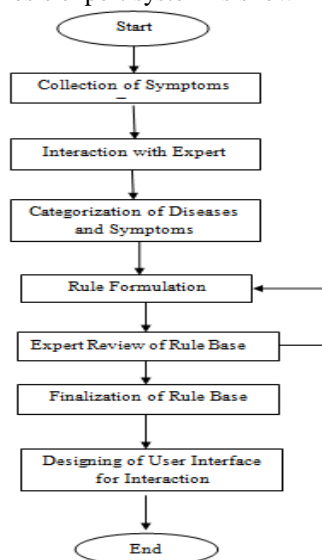 Start
Collection of Symptoms
Interaction with Expert
Categorization of Diseases
and Symptoms
Rule Formulation
Expert Review of Rule Base
Finalization of Rule Base
Designing of User Interface
for Interaction
End